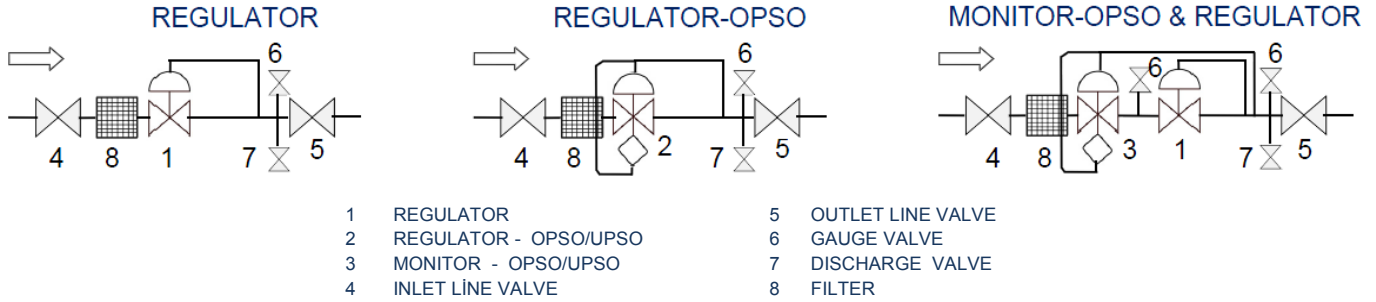 REGULATOR REGULATOR-OPSO MONITOR-OPSO & REGULATOR
6 6 6 6
4 8 1 7 5 4 8 2 7 5 4 8 3 1 7 5
1 REGULATOR 5 OUTLET LINE VALVE
2 REGULATOR - OPSO/UPSO 6 GAUGE VALVE
3 MONITOR - OPSO/UPSO 7 DISCHARGE VALVE
4 INLET LİNE VALVE 8 FILTER